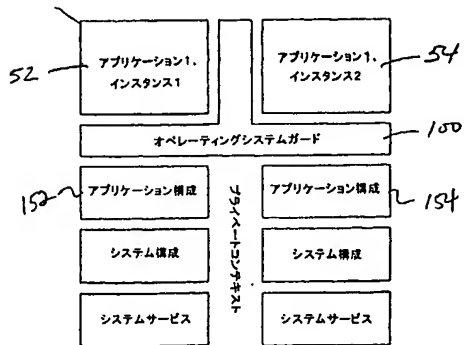 アプリケーション1、
インスタンス1
52
アプリケーション1、
インスタンス2
54
オペレーティングシステムガード
100
アプリケーション構成
152
アプリケーション構成
154
プライベートコンテキスト
システム構成
システム構成
システムサービス
システムサービス